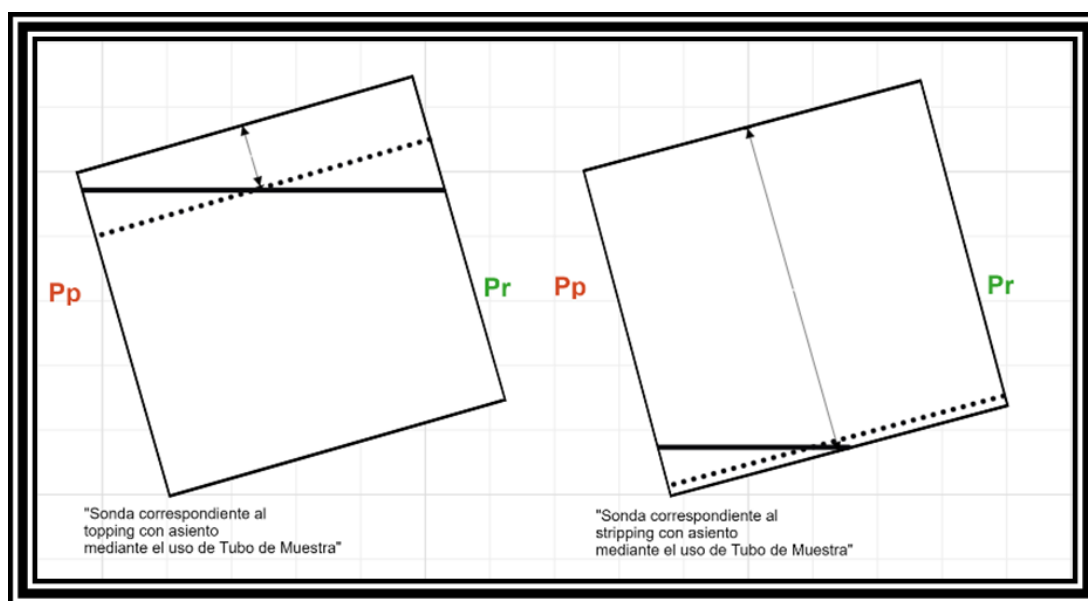 Pp
Pr
"Sonda correspondiente al
topping con asiento
mediante el uso de Tubo de Muestra"
Pp
Pr
"Sonda correspondiente al
stripping con asiento
mediante el uso de Tubo de Muestra"